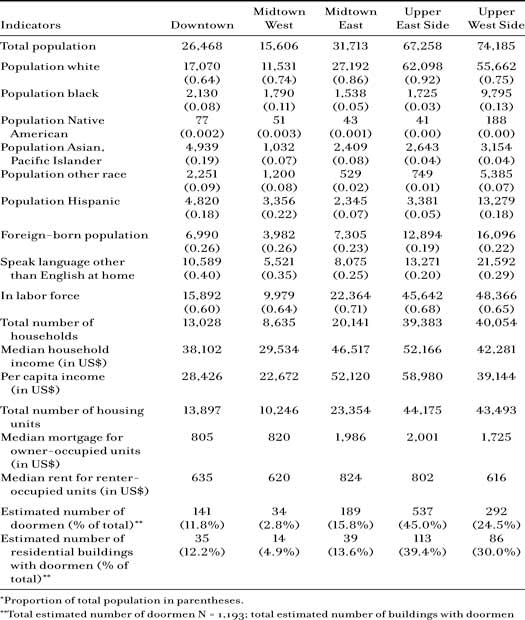 Indicators Downtown Midtown West Midtown East Upper East Side Upper West Side
Total population 26,468 15,606 31,713 67,258 74,185
Population white 17,070 11,531 27,192 62,098 55,662
(0.64) (0.74) (0.86) (0.92) (0.75)
Population black 2,130 1,790 1,538 1,725 9,795
(0.08) (0.11) (0.05) (0.03) (0.13)
Population Native 77 51 43 41 188
American (0.002) (0.003) (0.001) (0.00) (0.00)
Population Asian, 4,939 1,032 2,409 2,643 3,154
Pacific Islander (0.19) (0.07) (0.08) (0.04) (0.04)
Population other race 2,251 1,200 529 749 5,385
(0.09) (0.08) (0.02) (0.01) (0.07)
Population Hispanic 4,820 3,356 2,345 3,381 13,279
(0.18) (0.22) (0.07) (0.05) (0.18)
Foreign-born population 6,990 3,982 7,305 12,894 16,096
(0.26) (0.26) (0.23) (0.19) (0.22)
Speak language other 10,589 5,521 8,075 13,271 21,592
than English at home (0.40) (0.35) (0.25) (0.20) (0.29)
In labor force 15,892 9,979 22,364 45,642 48,366
(0.60) (0.64) (0.71) (0.68) (0.65)
Total number of 13,028 8,635 20,141 39,383 40,054
households
Median household 38,102 29,534 46,517 52,166 42,281
income (in US$)
Per capita income 28,426 22,672 52,120 58,980 39,144
(in US$)
Total number of housing 13,897 10,246 23,354 44,175 43,493
units
Median mortgage for 805 820 1,986 2,001 1,725
owner-occupied units
(in US$)
Median rent for renter- 635 620 824 802 616
occupied units (in US$)
Estimated number of 141 34 189 537 292
doormen (% of total)** (11.8%) (2.8%) (15.8%) (45.0%) (24.5%)
Estimated number of 35 14 39 113 86
residential buildings (12.2%) (4.9%) (13.6%) (39.4%) (30.0%)
with doormen (% of
total)**
*Proportion of total population in parentheses.
**Total estimated number of doormen N = 1,193; total estimated number of buildings with doormen